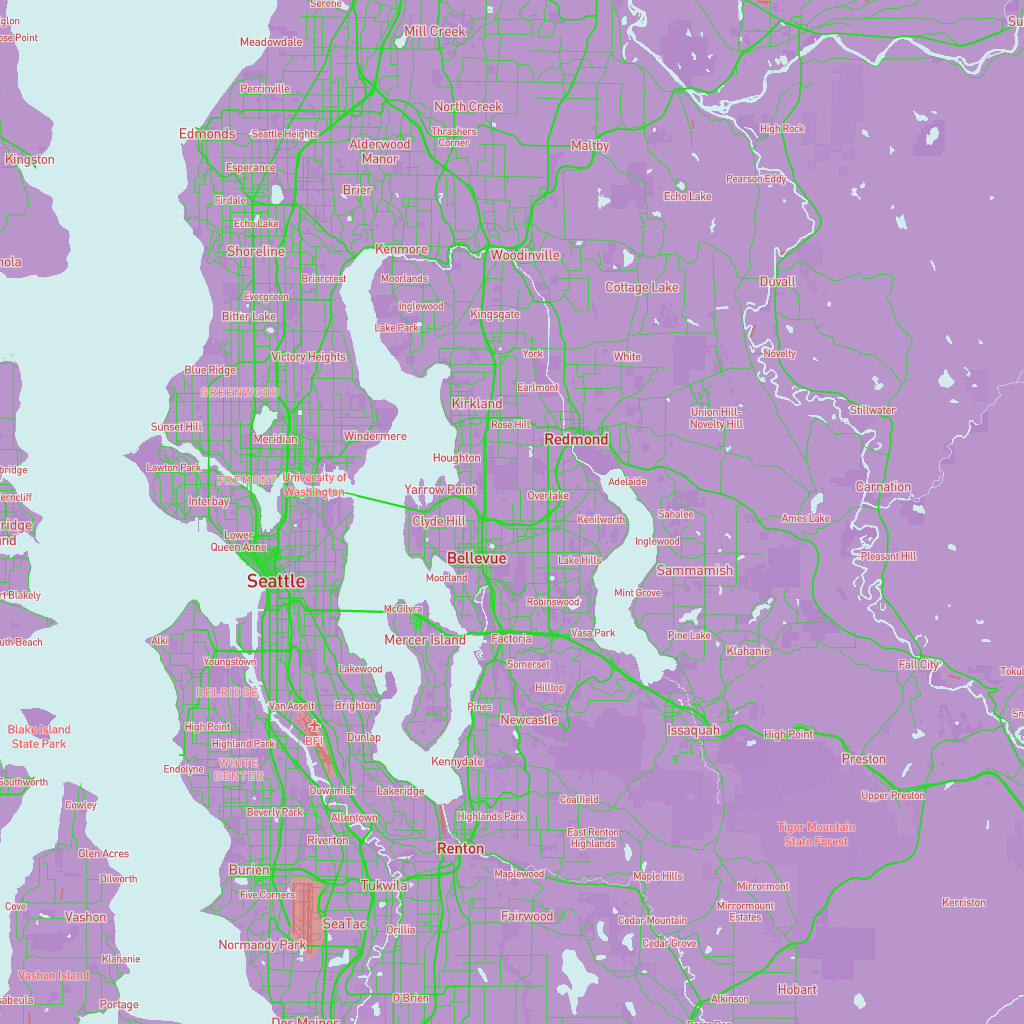 Serene
Su
Mill Creek
Meadowdale
Perrinville
North Creek
Edmonds
Seattle Heights
Thrashers
Corner
High Rock
Alderwood
Manor
Maltby
Kingston
Esperance
Pearson Eddy
Brier
Firdale
Echo Lake
Echo Lake
Shoreline
Kenmore
Woodinville
Briarcrest
Moorlands
Duvall
Cottage Lake
Evergreen
Inglewood
Bitter Lake
Kingsgate
Lake Park
Victory Heights
York
White
Novelty
Blue Ridge
GREENWOOD
Earlmont
Kirkland
Union Hill-
Novelty Hill
Stillwater
Sunset Hill
Rose Hill
Meridian
Windermere
Redmond
Houghton
Lawton Park
FREMONT
University of
Washington
Adelaide
Carnation
Yarrow Point
Overlake
Interbay
Clyde Hill
Kenilworth
Sahalee
Ames Lake
Lower
Queen Anne
Inglewood
Bellevue
Lake Hills
Pleasant Hill
Sammamish
Seattle
Moorland
Mint Grove
McGilvra
Robinswood
Alki
Mercer Island
Factoria
Vasa Park
Pine Lake
Klahanie
Youngstown
Lakewood
Somerset
Fall City
DELRIDGE
Hilltop
Van Asselt
Brighton
Pines
Newcastle
Blake Island
State Park
High Point
BFI
Dunlap
Highland Park
Issaquah
High Point
Endolyne
WHITE
CENTER
Kennydale
Preston
Southworth
Duwamish
Lakeridge
Upper Preston
Cowley
Beverly Park
Allentown
Highlands Park
Coalfield
Riverton
East Renton
Highlands
Tiger Mountain
State Forest
Glen Acres
Renton
Burien
Maplewood
Maple Hills
Dilworth
Tukwila
Mirrormont
Five Corners
Cove
Vashon
SeaTac
Fairwood
Mirrormount
Estates
Kerriston
Orillia
Cedar Mountain
Normandy Park
Cedar Grove
Klahanie
Vashon Island
Hobart
Portage
O'Brien
Atkinson
Des Moines